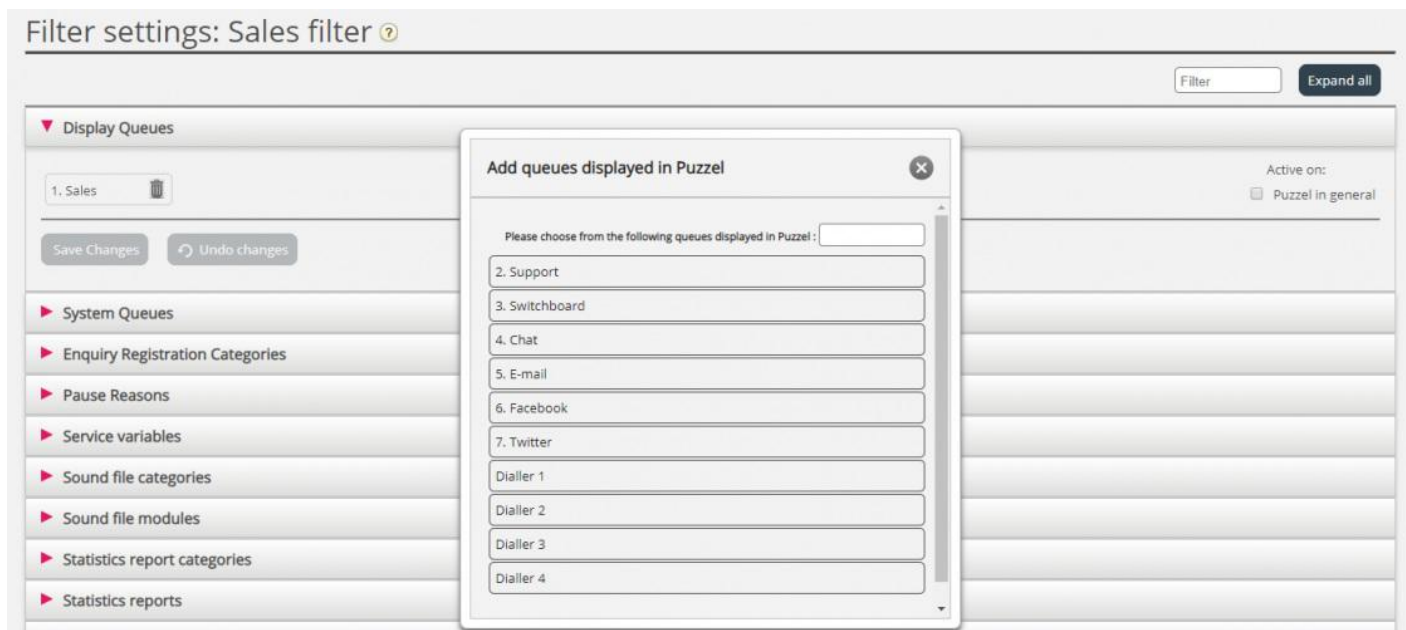 Filter settings: Sales filter ?
Filter
Expand all
Display Queues
1. Sales
Active on:
Puzzel in general
Save Changes
Undo changes
System Queues
Enquiry Registration Categories
Pause Reasons
Service variables
Sound file categories
Sound file modules
Statistics report categories
Statistics reports
Add queues displayed in Puzzel
Please choose from the following queues displayed in Puzzel :
2. Support
3. Switchboard
4. Chat
5. E-mail
6. Facebook
7. Twitter
Dialler 1
Dialler 2
Dialler 3
Dialler 4